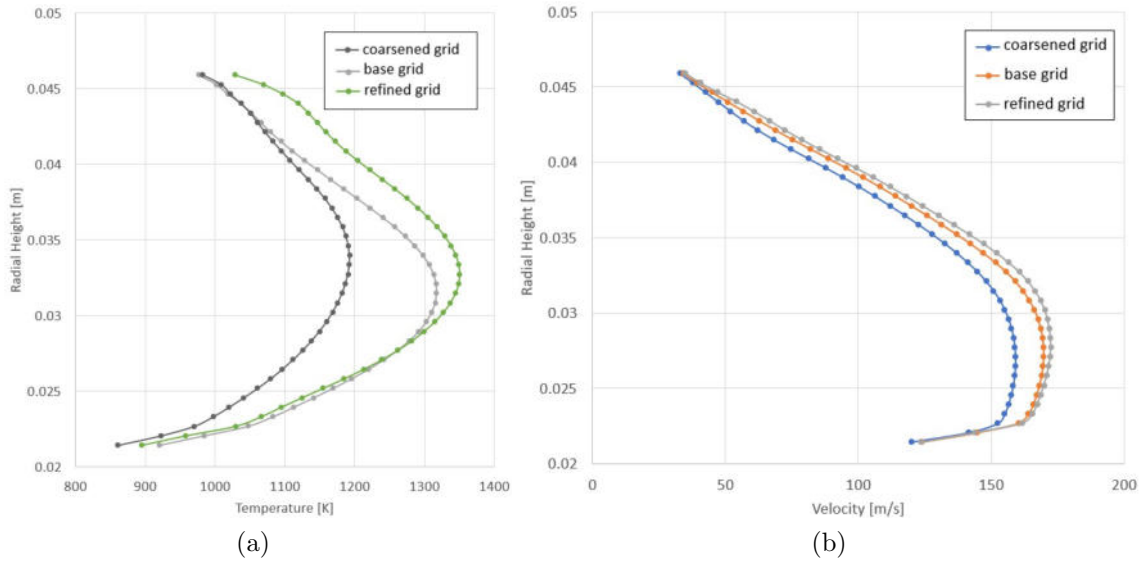 0.05
0.045
0.04
0.035
0.03
0.025
0.02
Radial Height [m]
800
900
1000
1100
1200
1300
1400
Temperature [K]
coarsened grid
base grid
refined grid
(a)
0.05
0.045
0.04
0.035
0.03
0.025
0.02
Radial Height [m]
0
50
100
150
200
Velocity [m/s]
coarsened grid
base grid
refined grid
(b)